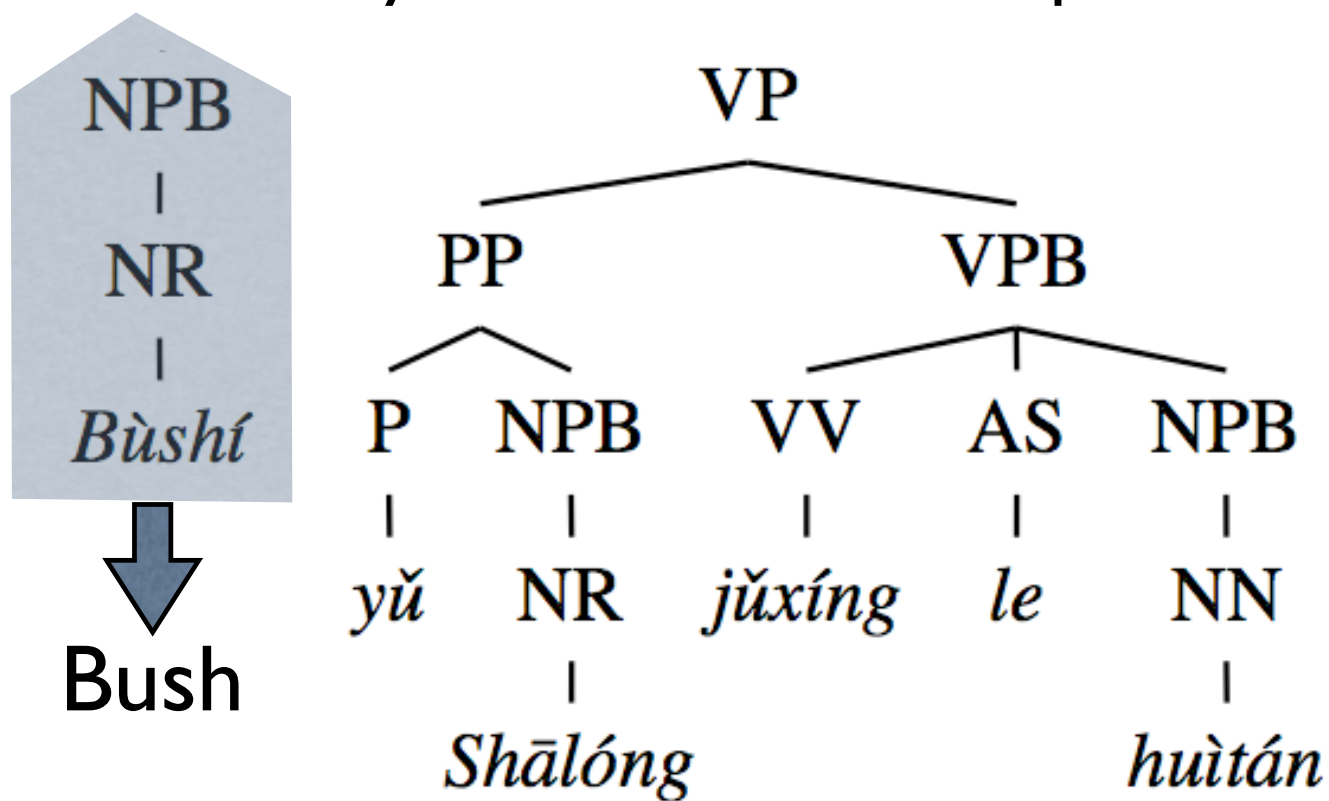 NPB
VP
NR
PP VPB
Bùshí
P NPB VV AS NPB
yǔ NR jǔxíng le NN
Bush
Shālóng huìtán